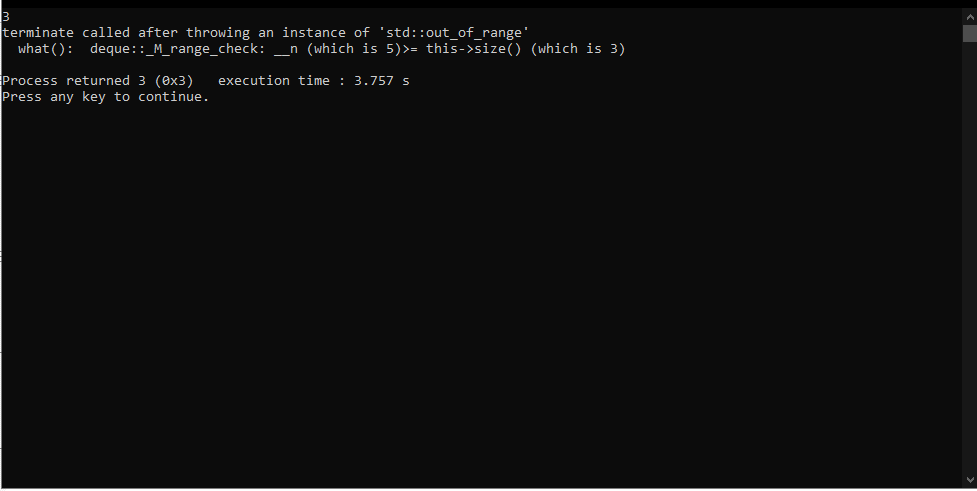 3
terminate called after throwing an instance of 'std::out_of_range'
  what():  deque::_M_range_check: __n (which is 5)>= this->size() (which is 3)
Process returned 3 (0x3)   execution time : 3.757 s
Press any key to continue.